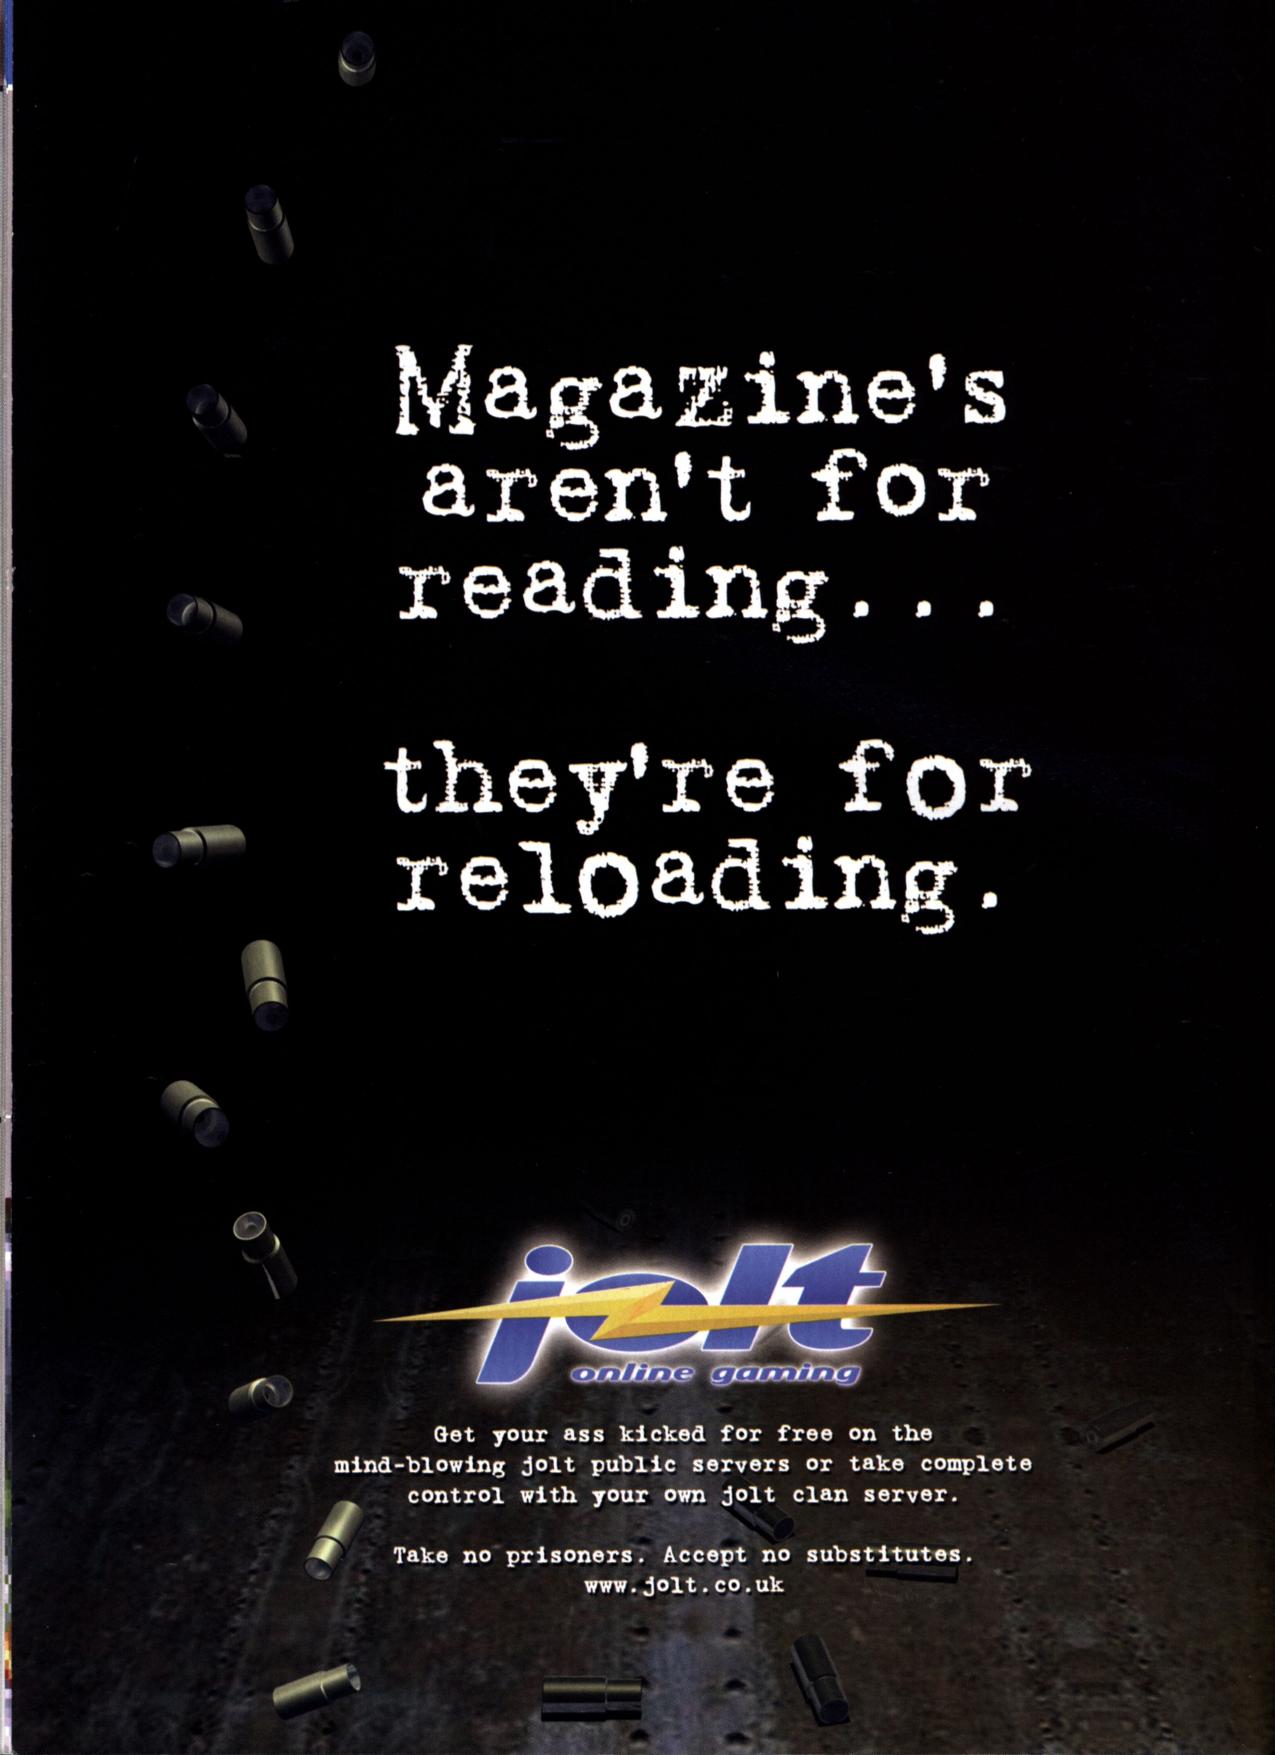 Magazine's
aren't for
reading...
they're for
reloading.
jolt
online gaming
Get your ass kicked for free on the
mind-blowing jolt public servers or take complete
control with your own jolt clan server.
Take no prisoners. Accept no substitutes.
www.jolt.co.uk